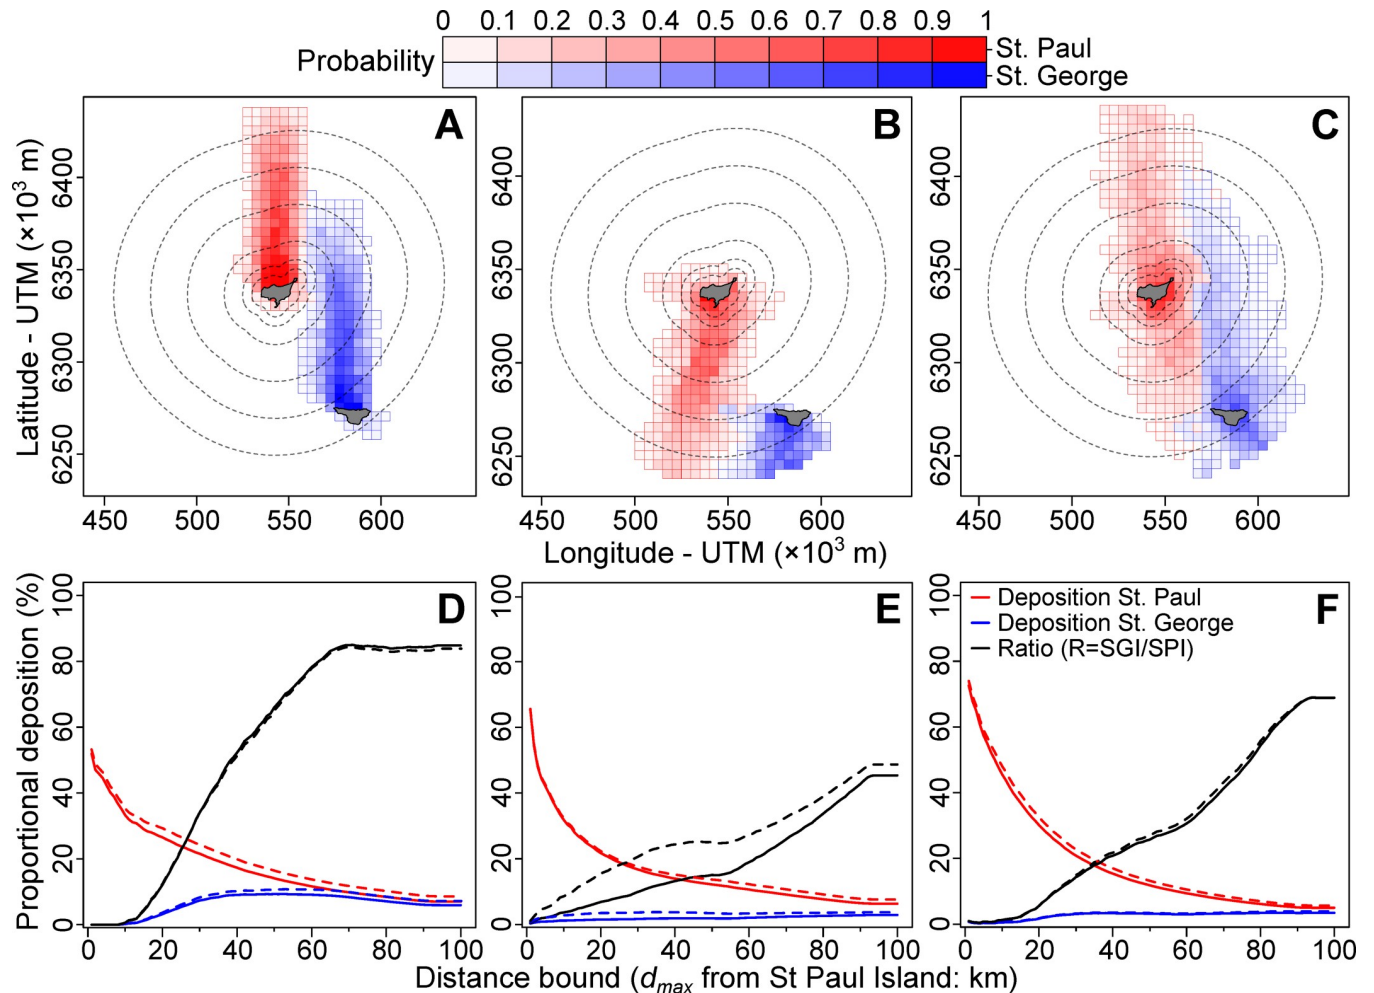 0 0.1 0.2 0.3 0.4 0.5 0.6 0.7 0.8 0.9 1
Probability
St. Paul
St. George
A
B
C
Latitude - UTM (×10³ m)
6400
6350
6300
6250
450 500 550 600
6400
6350
6300
6250
450 500 550 600
6400
6350
6300
6250
450 500 550 600
Longitude - UTM (×10³ m)
D
E
F
Deposition St. Paul
Deposition St. George
Ratio (R=SGI/SPI)
Proportional deposition (%)
100
80
60
40
20
0
0 20 40 60 80 100
100
80
60
40
20
0
0 20 40 60 80 100
100
80
60
40
20
0
0 20 40 60 80 100
Distance bound (dmax from St Paul Island: km)